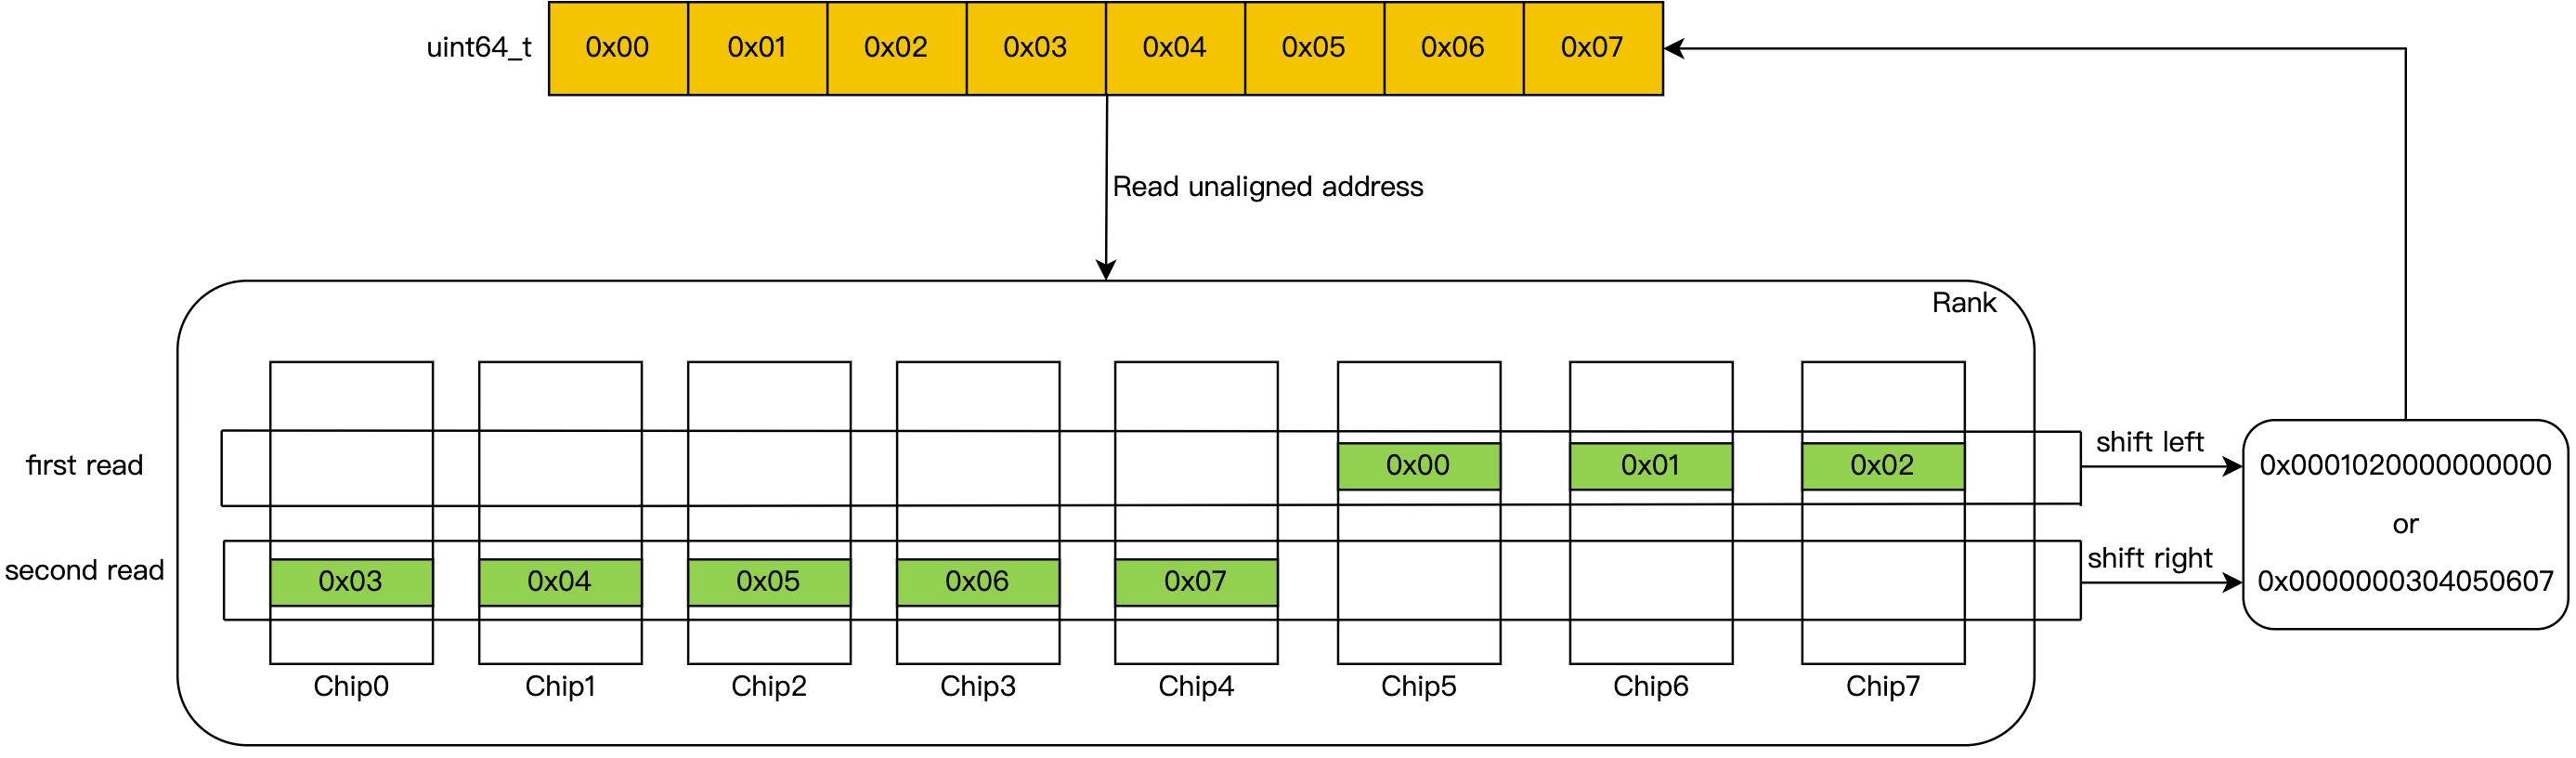 uint64_t 0x00 0x01 0x02 0x03 0x04 0x05 0x06 0x07
Read unaligned address
Rank
first read 0x00 0x01 0x02 shift left 0x0001020000000000
or
second read 0x03 0x04 0x05 0x06 0x07 shift right 0x0000000304050607
Chip0 Chip1 Chip2 Chip3 Chip4 Chip5 Chip6 Chip7